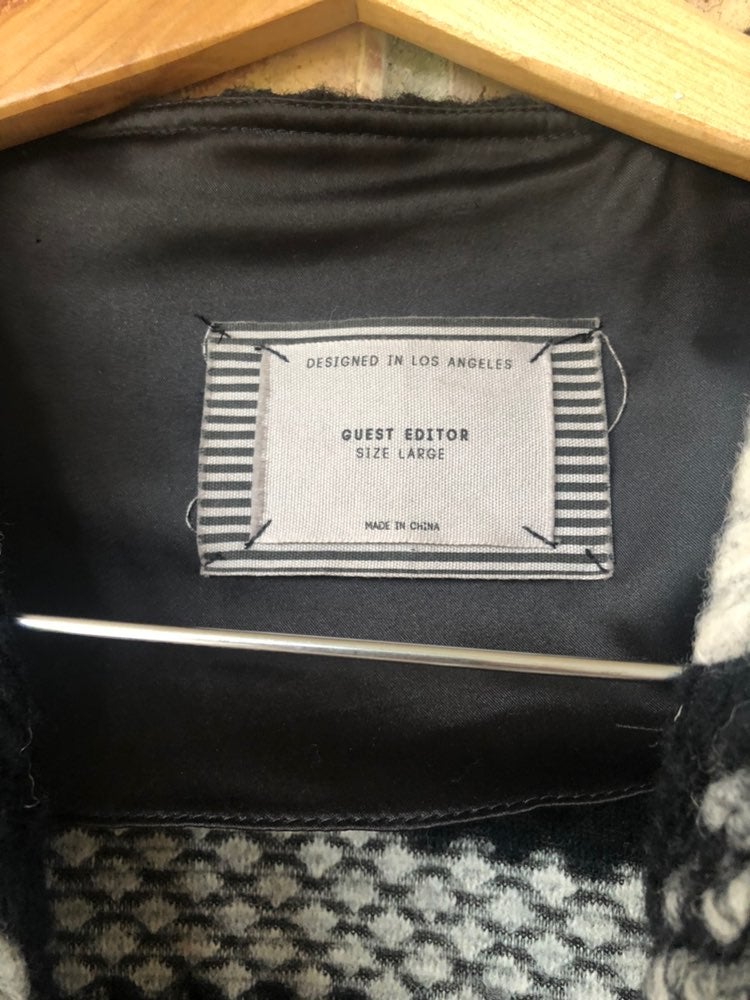 DESIGNED IN LOS ANGELES
GUEST EDITOR
SIZE LARGE
MADE IN CHINA